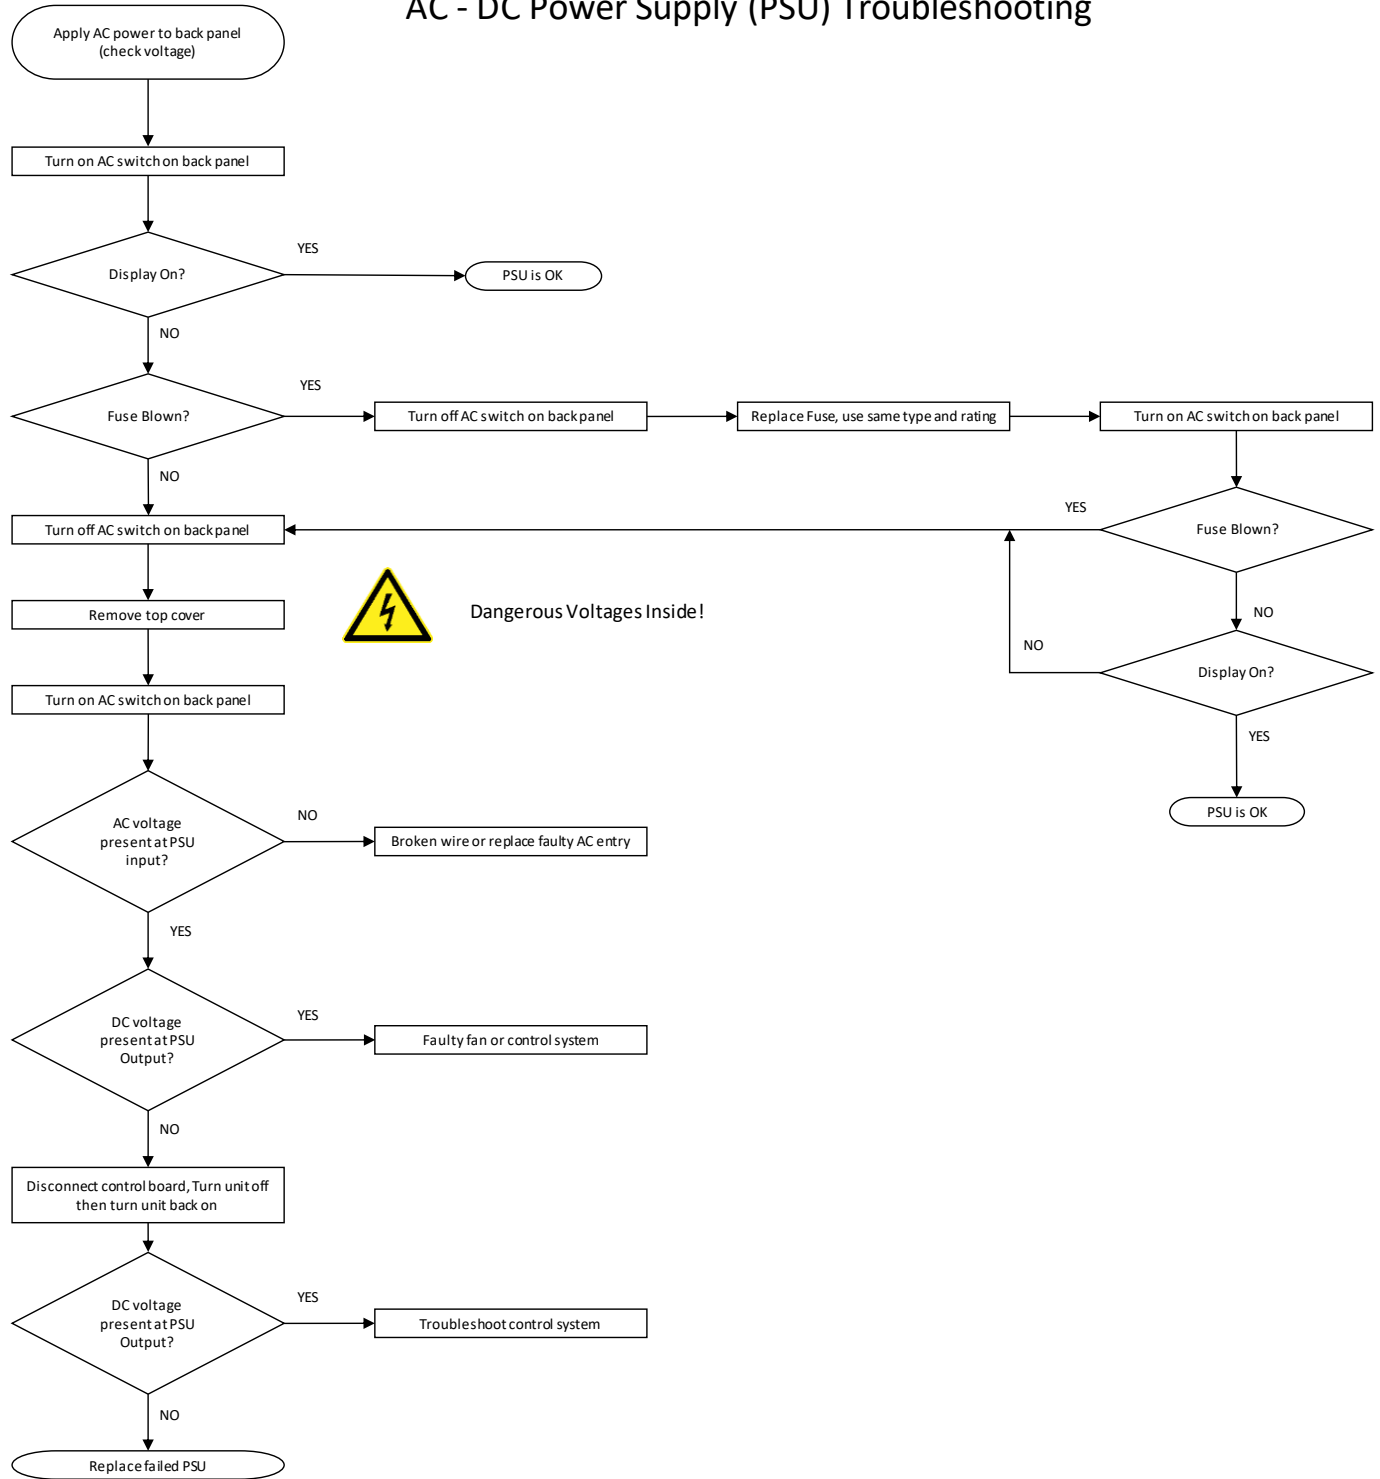 AC - DC Power Supply (PSU) Troubleshooting
Apply AC power to back panel
(check voltage)
Turn on AC switch on back panel
Display On?
YES
PSU is OK
NO
Fuse Blown?
YES
Turn off AC switch on back panel
Replace Fuse, use same type and rating
Turn on AC switch on back panel
NO
Turn off AC switch on back panel
YES
Fuse Blown?
Remove top cover
Dangerous Voltages Inside!
NO
NO
Display On?
Turn on AC switch on back panel
YES
PSU is OK
AC voltage
present at PSU
input?
NO
Broken wire or replace faulty AC entry
YES
DC voltage
present at PSU
Output?
YES
Faulty fan or control system
NO
Disconnect control board, Turn unit off
then turn unit back on
DC voltage
present at PSU
Output?
YES
Troubleshoot control system
NO
Replace failed PSU